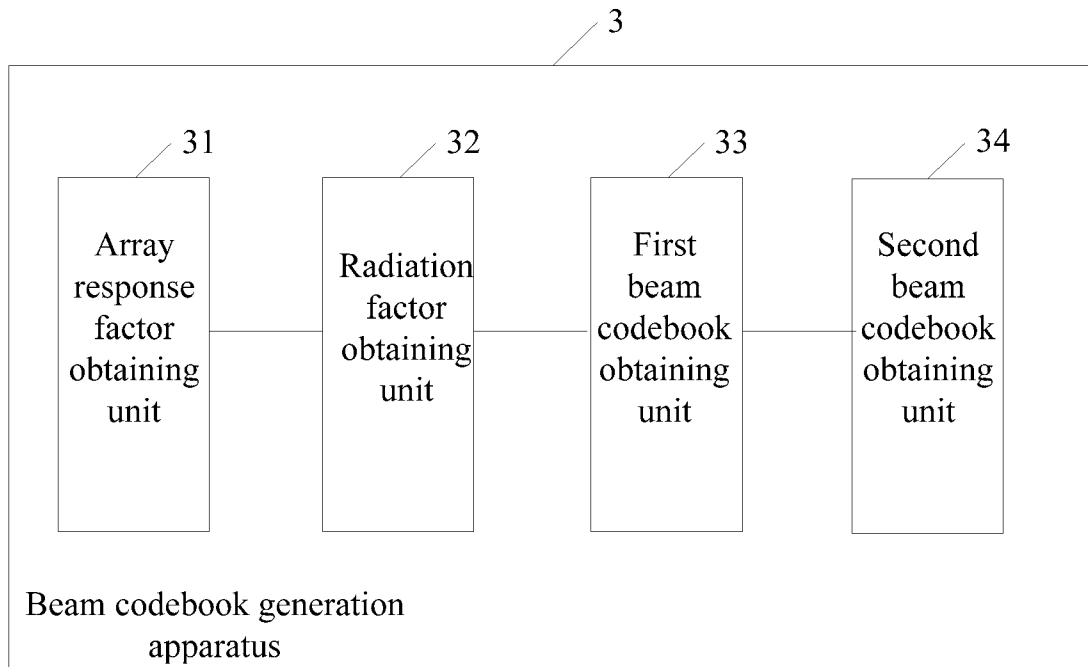 3
31
32
33
34
Array
response
factor
obtaining
unit
Radiation
factor
obtaining
unit
First
beam
codebook
obtaining
unit
Second
beam
codebook
obtaining
unit
Beam codebook generation
apparatus